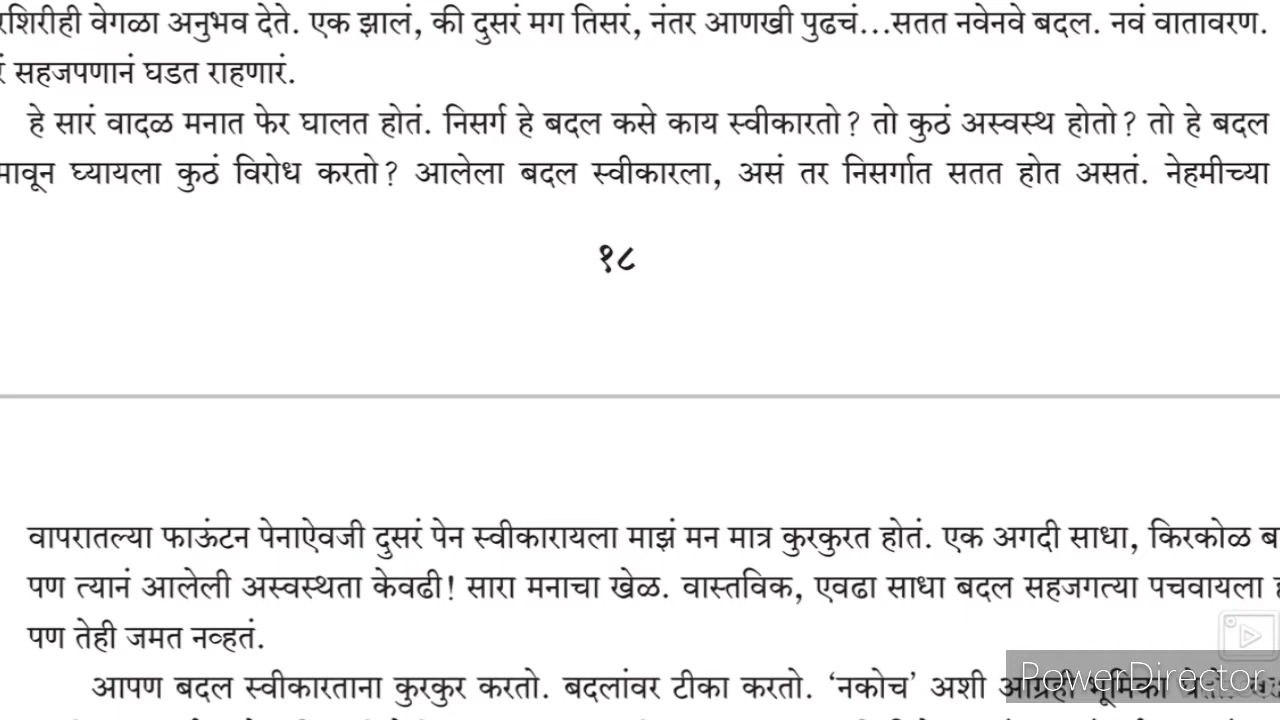 वेगळा अनुभव देते. एक झालं, की दुसरं मग तिसरं, नंतर आणखी पुढचं...सतत नवेनवे बदल. नवं वातावरण.
सहजपणानं घडत राहणारं.
हे सारं वादळ मनात फेर घालत होतं. निसर्ग हे बदल कसे काय स्वीकारतो? तो कुठं अस्वस्थ होतो? तो हे बदल
घ्यायला कुठं विरोध करतो? आलेला बदल स्वीकारला, असं तर निसर्गात सतत होत असतं. नेहमीच्या
१८
वापरातल्या फाऊंटन पेनाऐवजी दुसरं पेन स्वीकारायला माझं मन मात्र कुरकुरत होतं. एक अगदी साधा, किरकोळ
पण त्यानं आलेली अस्वस्थता केवढी! सारा मनाचा खेळ. वास्तविक, एवढा साधा बदल सहजगत्या पचवायला
पण तेही जमत नव्हतं.
आपण बदल स्वीकारताना कुरकुर करतो. बदलांवर टीका करतो. ‘नकोच’ अशी आग्रही भूमिका
PowerDirector